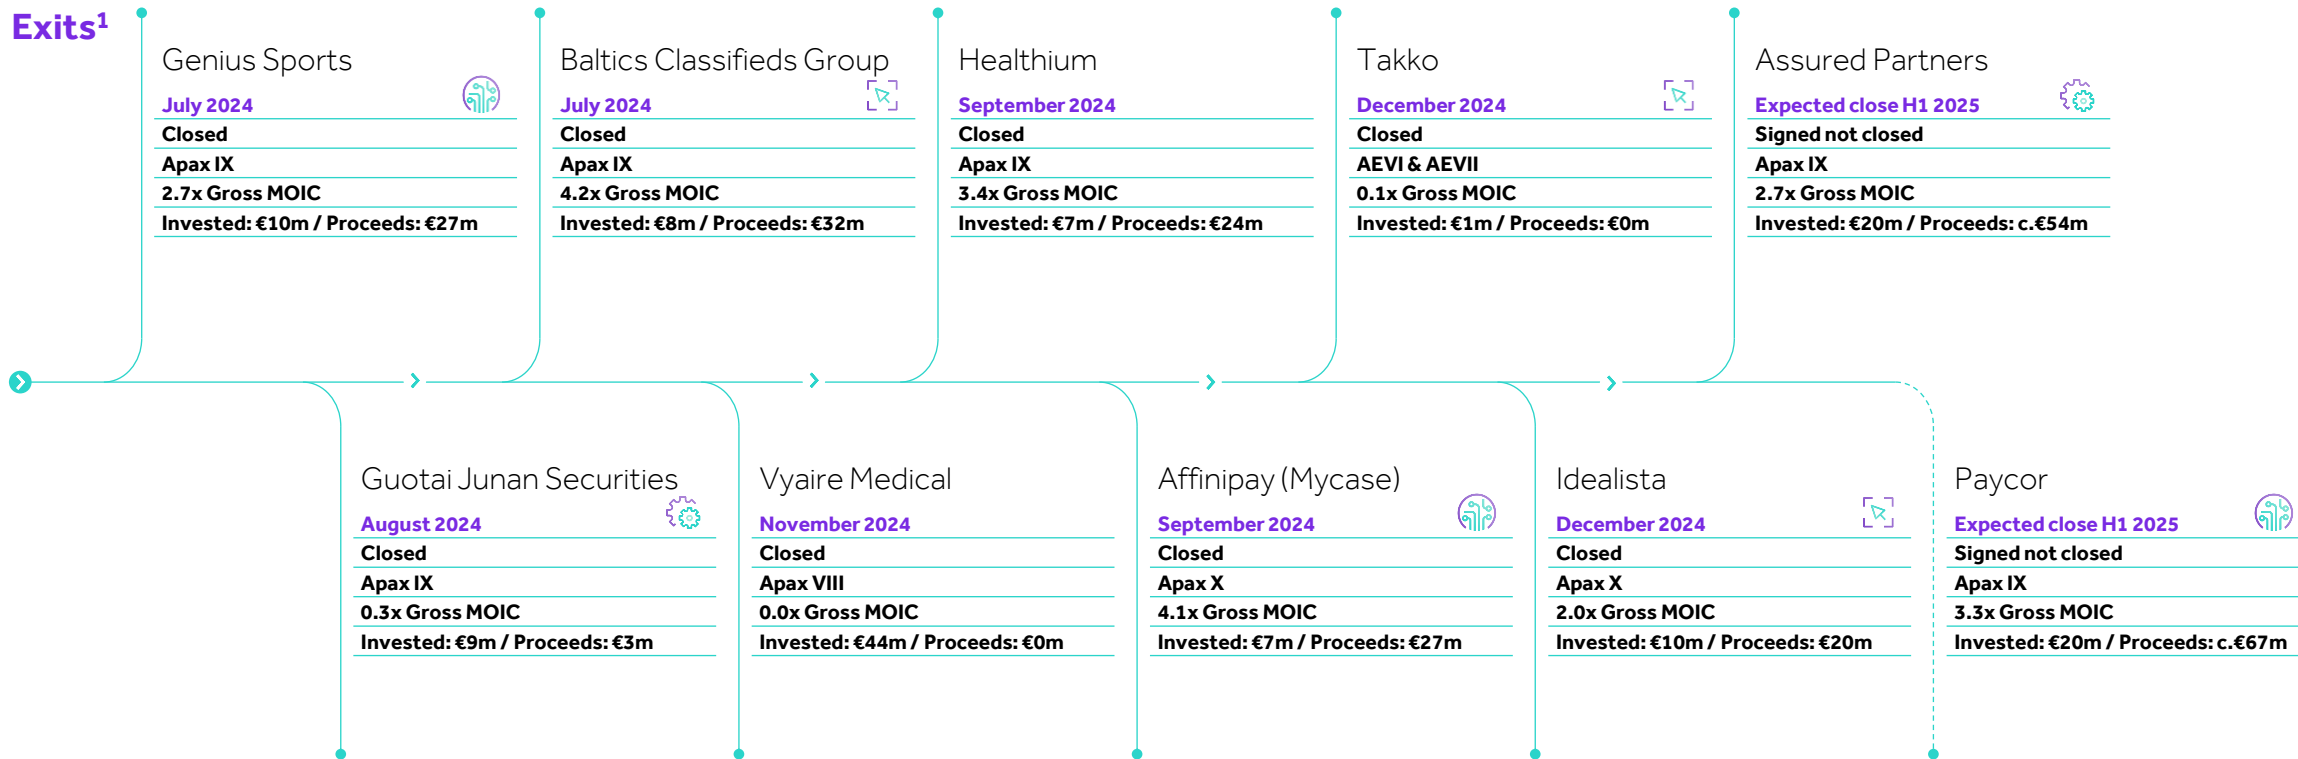 Exits¹
Genius Sports
July 2024
Closed
Apax IX
2.7x Gross MOIC
Invested: €10m / Proceeds: €27m
Baltics Classifieds Group
July 2024
Closed
Apax IX
4.2x Gross MOIC
Invested: €8m / Proceeds: €32m
Healthium
September 2024
Closed
Apax IX
3.4x Gross MOIC
Invested: €7m / Proceeds: €24m
Takko
December 2024
Closed
AEVI & AEVII
0.1x Gross MOIC
Invested: €1m / Proceeds: €0m
Assured Partners
Expected close H1 2025
Signed not closed
Apax IX
2.7x Gross MOIC
Invested: €20m / Proceeds: c.€54m
Guotai Junan Securities
August 2024
Closed
Apax IX
0.3x Gross MOIC
Invested: €9m / Proceeds: €3m
Vyaire Medical
November 2024
Closed
Apax VIII
0.0x Gross MOIC
Invested: €44m / Proceeds: €0m
Affinipay (Mycase)
September 2024
Closed
Apax X
4.1x Gross MOIC
Invested: €7m / Proceeds: €27m
Idealista
December 2024
Closed
Apax X
2.0x Gross MOIC
Invested: €10m / Proceeds: €20m
Paycor
Expected close H1 2025
Signed not closed
Apax IX
3.3x Gross MOIC
Invested: €20m / Proceeds: c.€67m